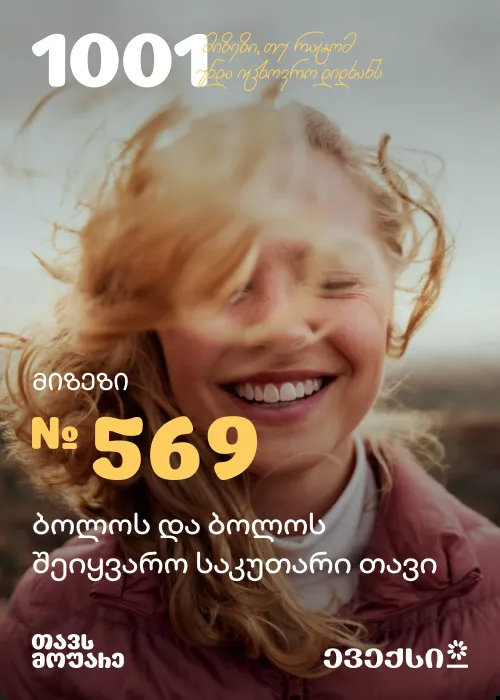 1001 მიზეზი, თუ რატომ
უნდა იცხოვრო დიდხანს
მიზეზი
№ 569
ბოლოს და ბოლოს
შეიყვარო საკუთარი თავი
თავს
მოუარე
ევექსი